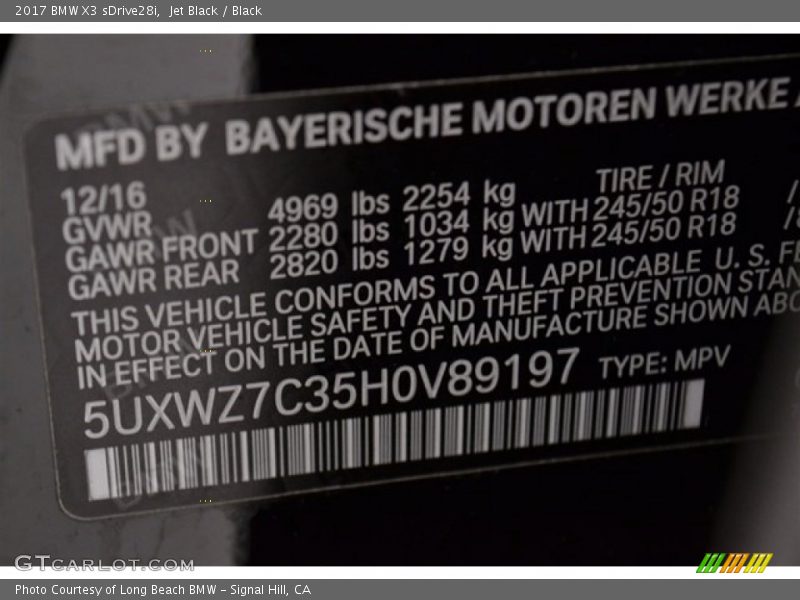 2017 BMW X3 sDrive28i, Jet Black / Black
MFD BY BAYERISCHE MOTOREN WERKE
12/16 TIRE / RIM
GVWR 4969 lbs 2254 kg
GAWR FRONT 2280 lbs 1034 kg WITH 245/50 R18
GAWR REAR 2820 lbs 1279 kg WITH 245/50 R18
THIS VEHICLE CONFORMS TO ALL APPLICABLE U. S. FE
MOTOR VEHICLE SAFETY AND THEFT PREVENTION STAN
IN EFFECT ON THE DATE OF MANUFACTURE SHOWN ABO
5UXWZ7C35H0V89197 TYPE: MPV
GTCARLOT.COM
Photo Courtesy of Long Beach BMW - Signal Hill, CA